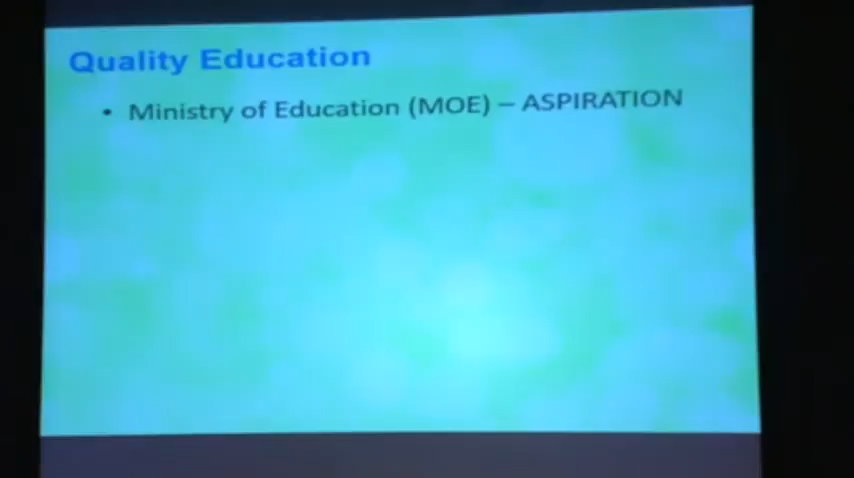 Quality Education
• Ministry of Education (MOE) – ASPIRATION